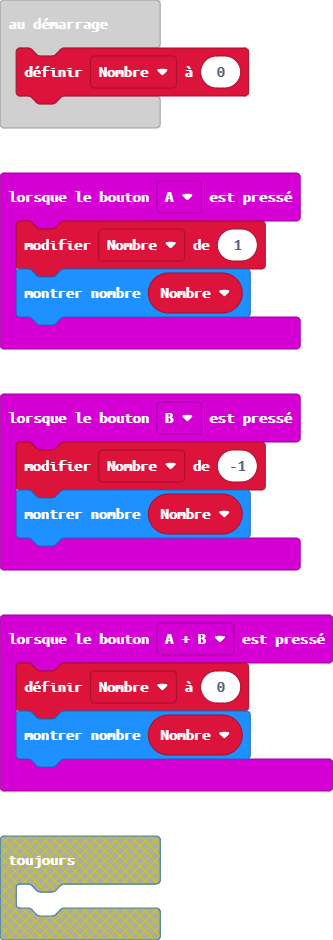 au démarrage
définir Nombre à 0
lorsque le bouton A est pressé
modifier Nombre de 1
montrer nombre Nombre
lorsque le bouton B est pressé
modifier Nombre de -1
montrer nombre Nombre
lorsque le bouton A + B est pressé
définir Nombre à 0
montrer nombre Nombre
toujours